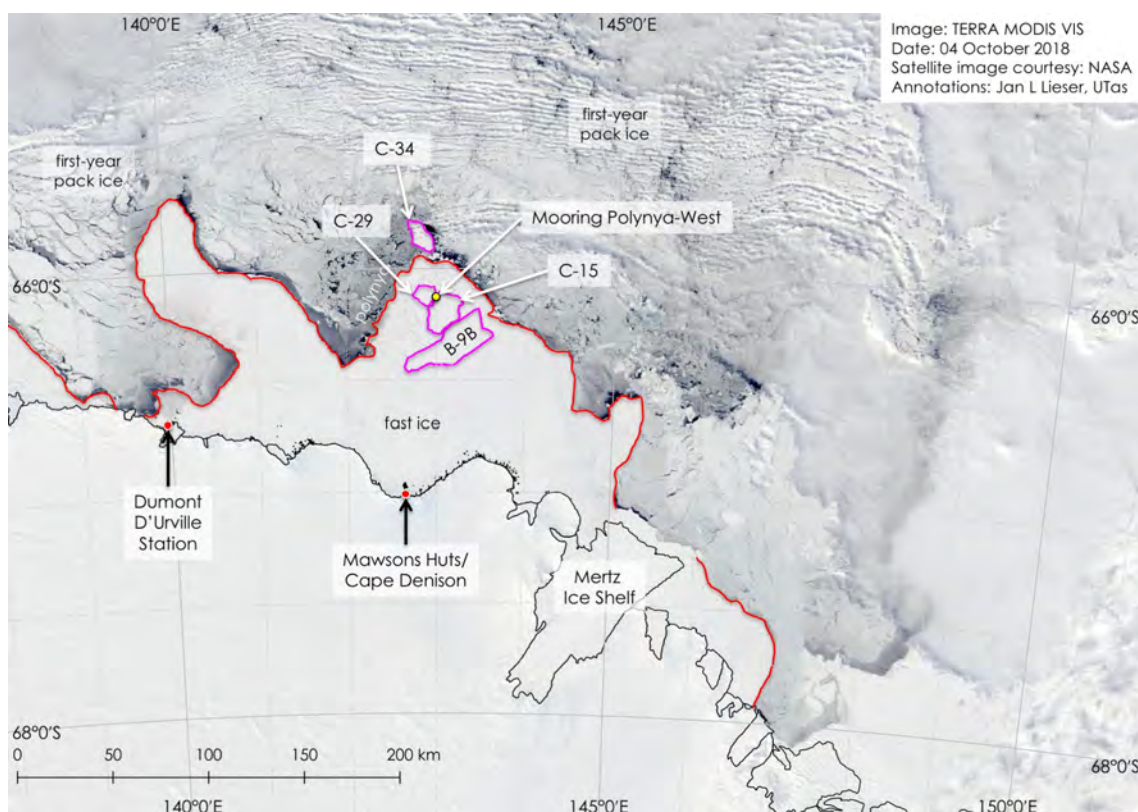 140°0'E
145°0'E
Image: TERRA MODIS VIS
Date: 04 October 2018
Satellite image courtesy: NASA
Annotations: Jan L Lieser, UTas
first-year
pack ice
first-year
pack ice
C-34
C-29
Mooring Polynya-West
C-15
66°0'S
66°0'S
polynya
B-9B
fast ice
Dumont
D'Urville
Station
Mawsons Huts/
Cape Denison
Mertz
Ice Shelf
68°0'S
68°0'S
0 50 100 200 km
140°0'E
145°0'E
150°0'E